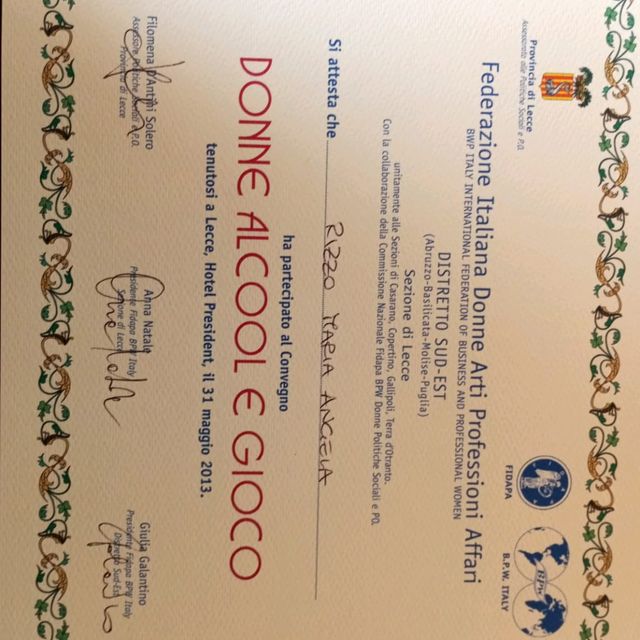 Provincia di Lecce
Assessorato alle Politiche Sociali e P.O.
FIDAPA
B.P.W. ITALY
BPW
Federazione Italiana Donne Arti Professioni Affari
BWP ITALY INTERNATIONAL FEDERATION OF BUSINESS AND PROFESSIONAL WOMEN
DISTRETTO SUD-EST
(Abruzzo-Basilicata-Molise-Puglia)
Sezione di Lecce
unitamente alle Sezioni di Casarano, Copertino, Gallipoli, Terra d'Otranto.
Con la collaborazione della Commissione Nazionale Fidapa BPW Donne Politiche Sociali e PO.
Si attesta che RIZZO MARIA ANGELA
ha partecipato al Convegno
DONNE ALCOOL E GIOCO
tenutosi a Lecce, Hotel President, il 31 maggio 2013.
Filomena D'Antini Solero
Assessore Politiche Sociali e P.O.
Provincia di Lecce
Anna Natale
Presidente Fidapa BPW Italy
Sezione di Lecce
Giulia Galantino
Presidente Fidapa BPW Italy
Distretto Sud-Est